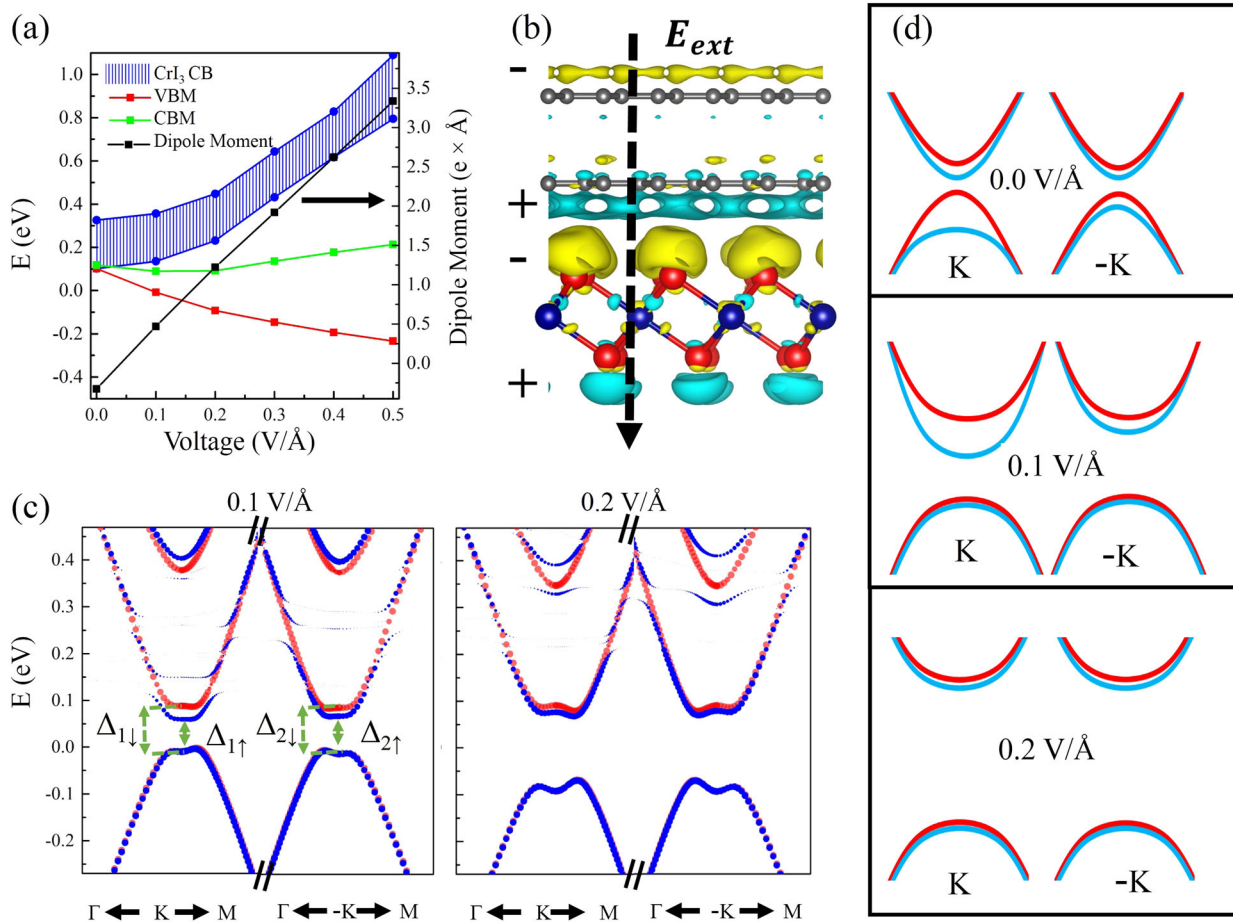 (a)
1.0
0.8
0.6
0.4
0.2
0.0
-0.2
-0.4
E (eV)
CrI₃ CB
VBM
CBM
Dipole Moment
3.5
3.0
2.5
2.0
1.5
1.0
0.5
0.0
Dipole Moment (e × Å)
0.0 0.1 0.2 0.3 0.4 0.5
Voltage (V/Å)
(b)
E_ext
-
+
-
+
(c)
0.1 V/Å
0.2 V/Å
0.4
0.3
0.2
0.1
0.0
-0.1
-0.2
E (eV)
Δ1↓
Δ1↑
Δ2↓
Δ2↑
Γ K M Γ -K M
Γ K M Γ -K M
(d)
0.0 V/Å
K -K
0.1 V/Å
K -K
0.2 V/Å
K -K